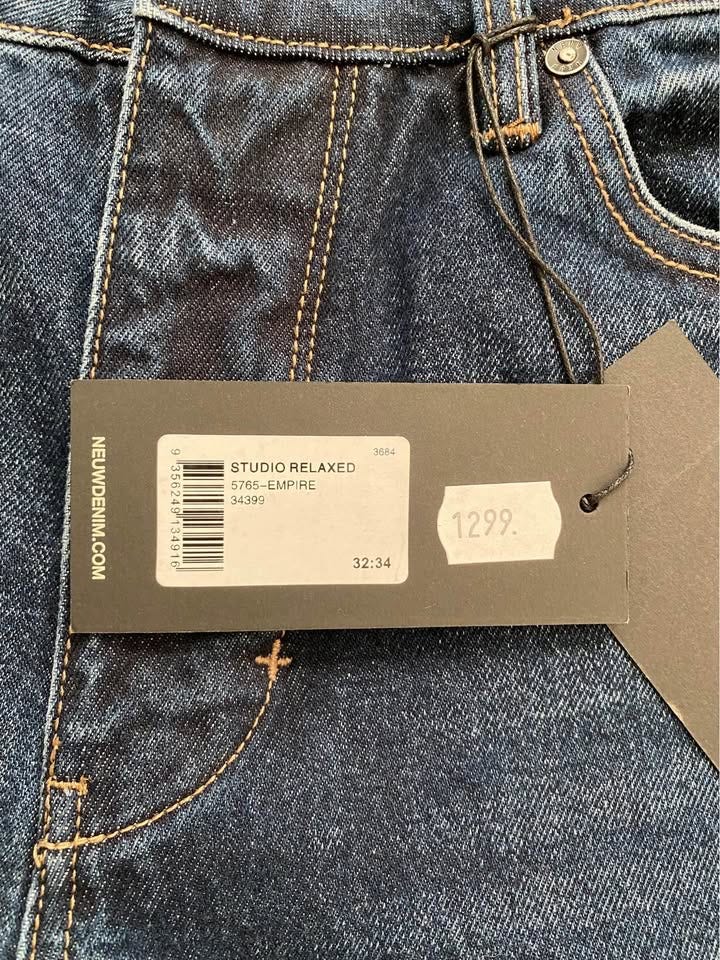 NEUWDENIM.COM
3684
STUDIO RELAXED
5765-EMPIRE
34399
9 356249 134916
32:34
1299.